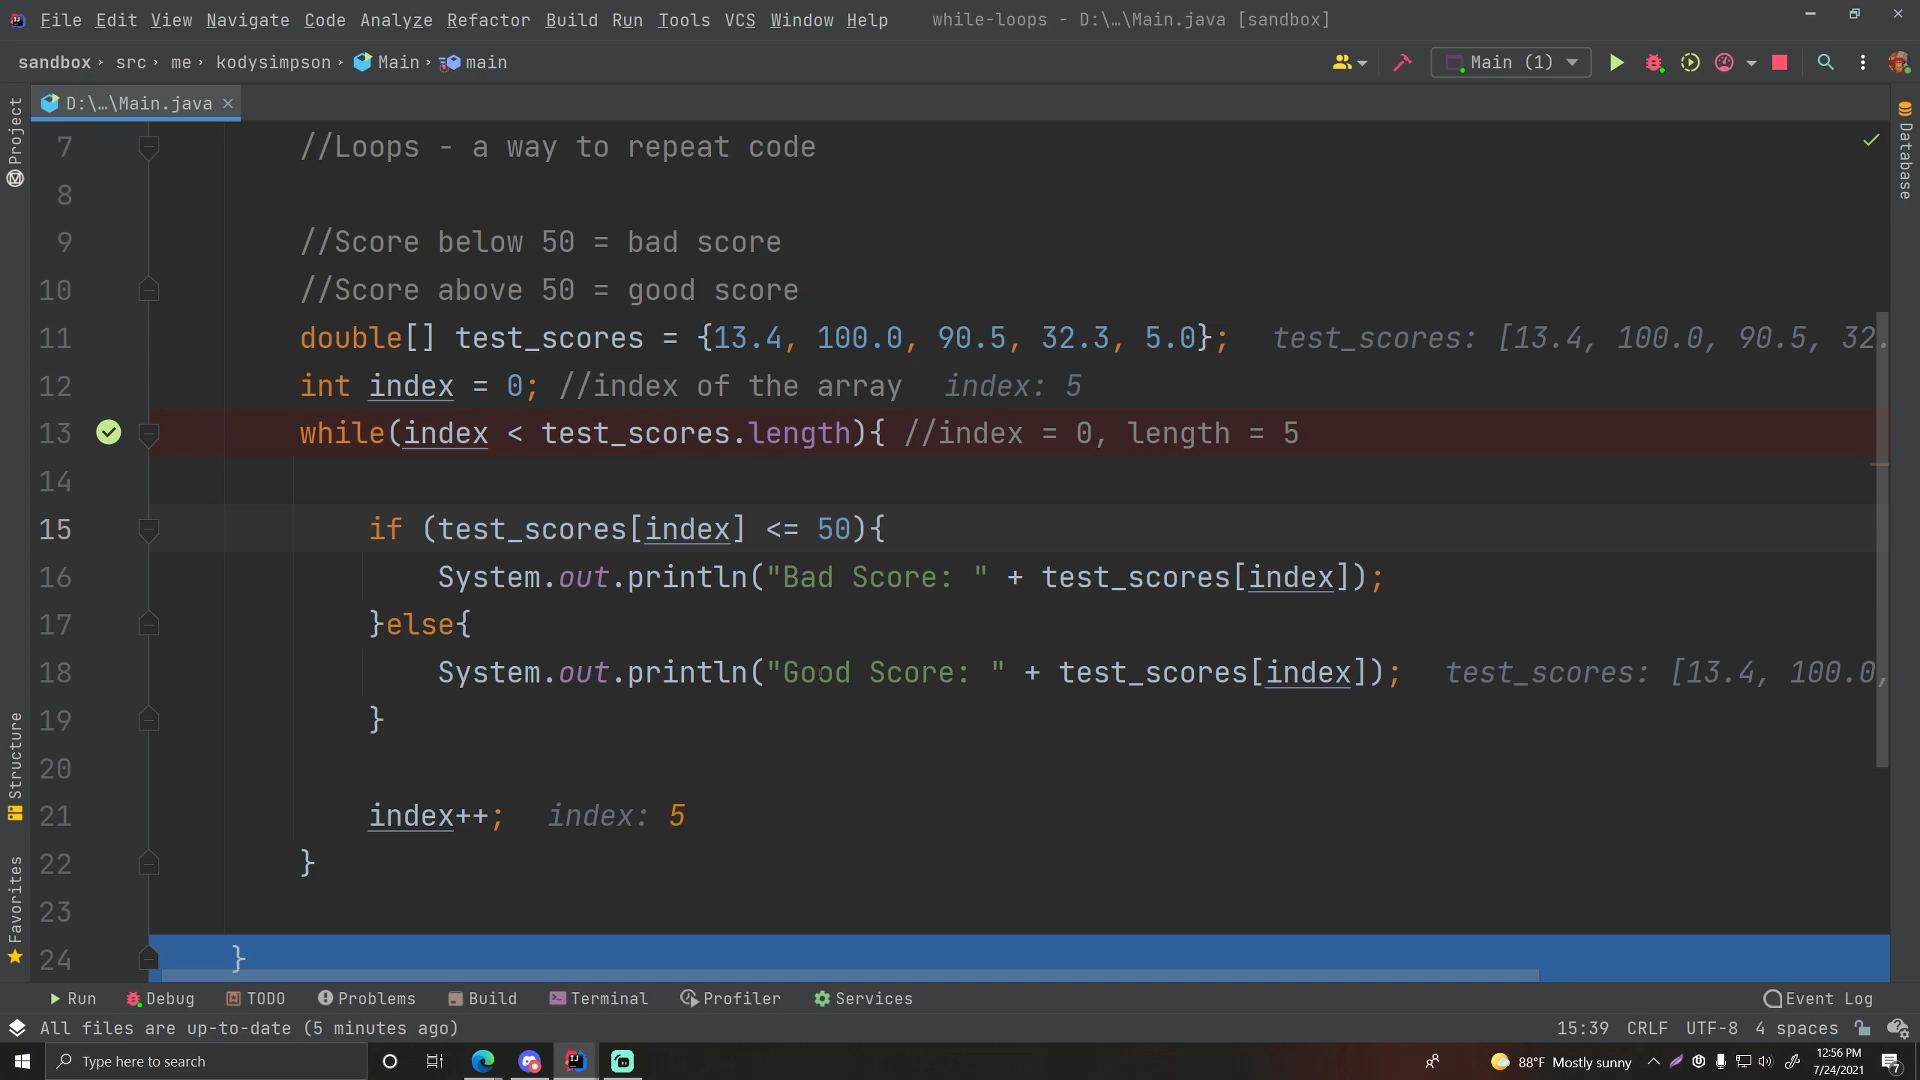 File Edit View Navigate Code Analyze Refactor Build Run Tools VCS Window Help while-loops - D:\...\Main.java [sandbox]
sandbox › src › me › kodysimpson › Main › main Main (1)
D:\...\Main.java
Project
Database
7 //Loops - a way to repeat code
8
9 //Score below 50 = bad score
10 //Score above 50 = good score
11 double[] test_scores = {13.4, 100.0, 90.5, 32.3, 5.0}; test_scores: [13.4, 100.0, 90.5, 32.
12 int index = 0; //index of the array index: 5
13 while(index < test_scores.length){ //index = 0, length = 5
14
15 if (test_scores[index] <= 50){
16 System.out.println("Bad Score: " + test_scores[index]);
17 }else{
18 System.out.println("Good Score: " + test_scores[index]); test_scores: [13.4, 100.0,
19 }
20
21 index++; index: 5
22 }
23
24 }
Structure
Favorites
Run Debug TODO Problems Build Terminal Profiler Services Event Log
All files are up-to-date (5 minutes ago) 15:39 CRLF UTF-8 4 spaces
Type here to search 88°F Mostly sunny 12:56 PM
7/24/2021
7